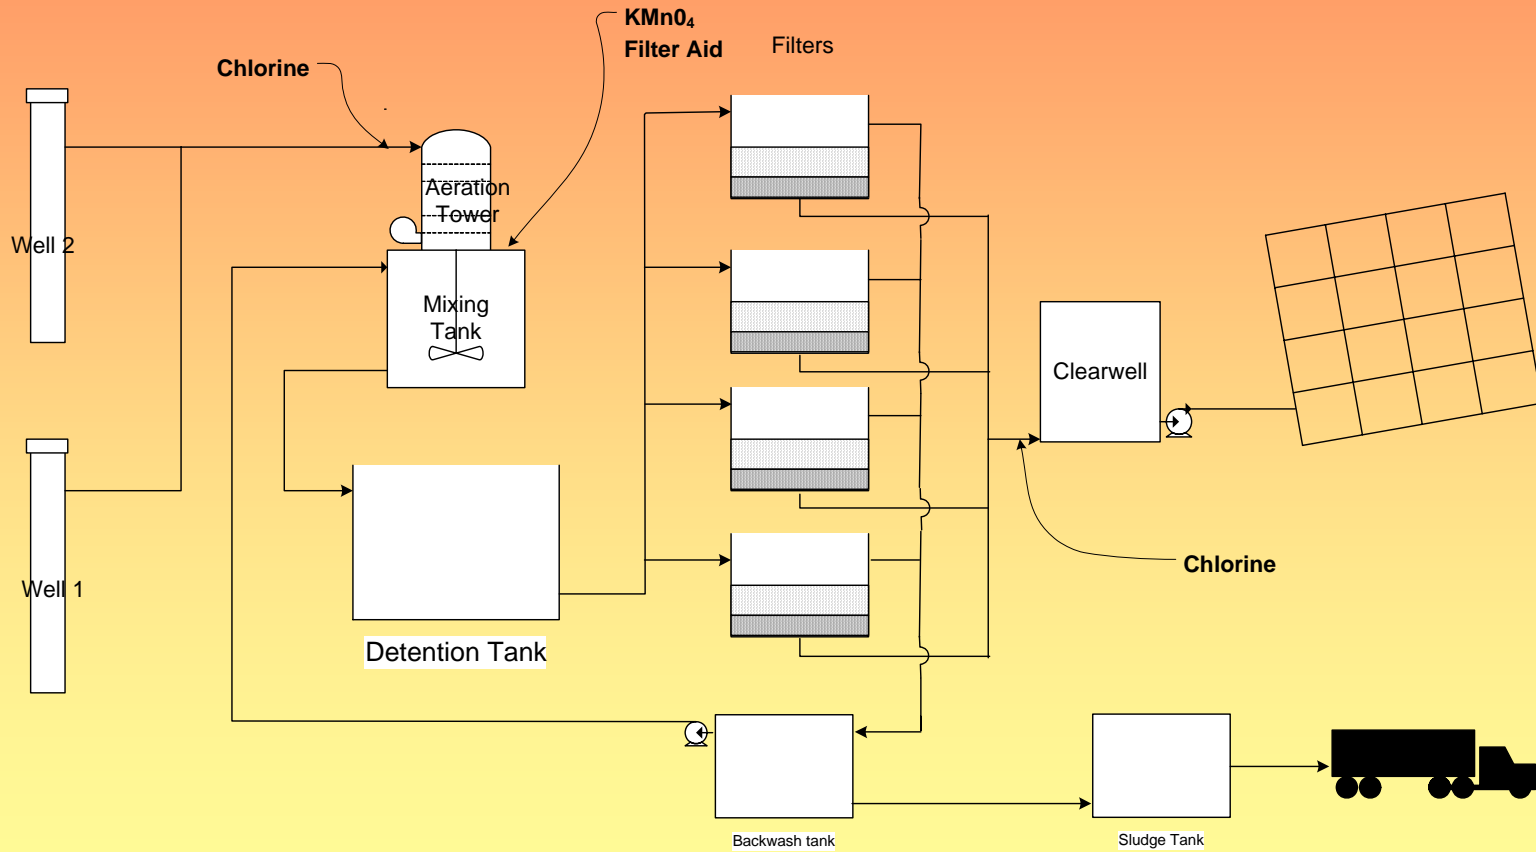 KMn0₄
Filter Aid
Filters
Chlorine
Aeration
Tower
Well 2
Mixing
Tank
Clearwell
Chlorine
Well 1
Detention Tank
Backwash tank
Sludge Tank